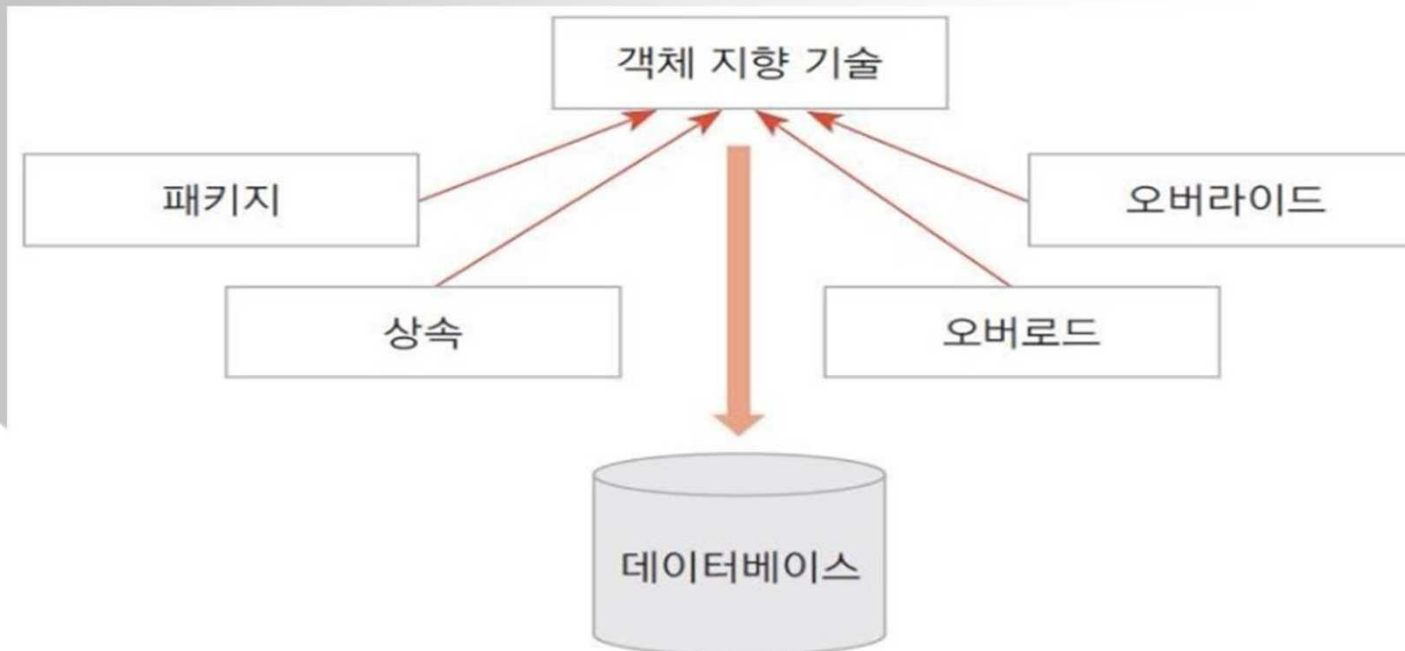 객체 지향 기술
패키지
오버라이드
상속
오버로드
데이터베이스